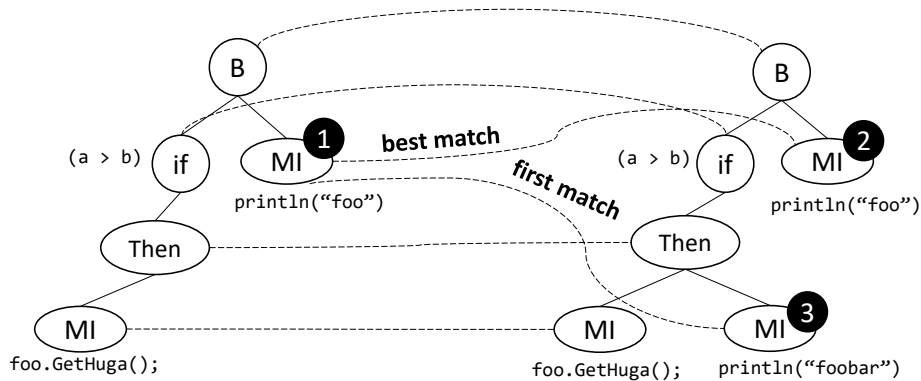 B
B
1
2
best match
(a > b)
if
MI
(a > b)
if
MI
println(“foo”)
first match
println(“foo”)
Then
Then
3
MI
MI
MI
foo.GetHuga();
foo.GetHuga();
println(“foobar”)